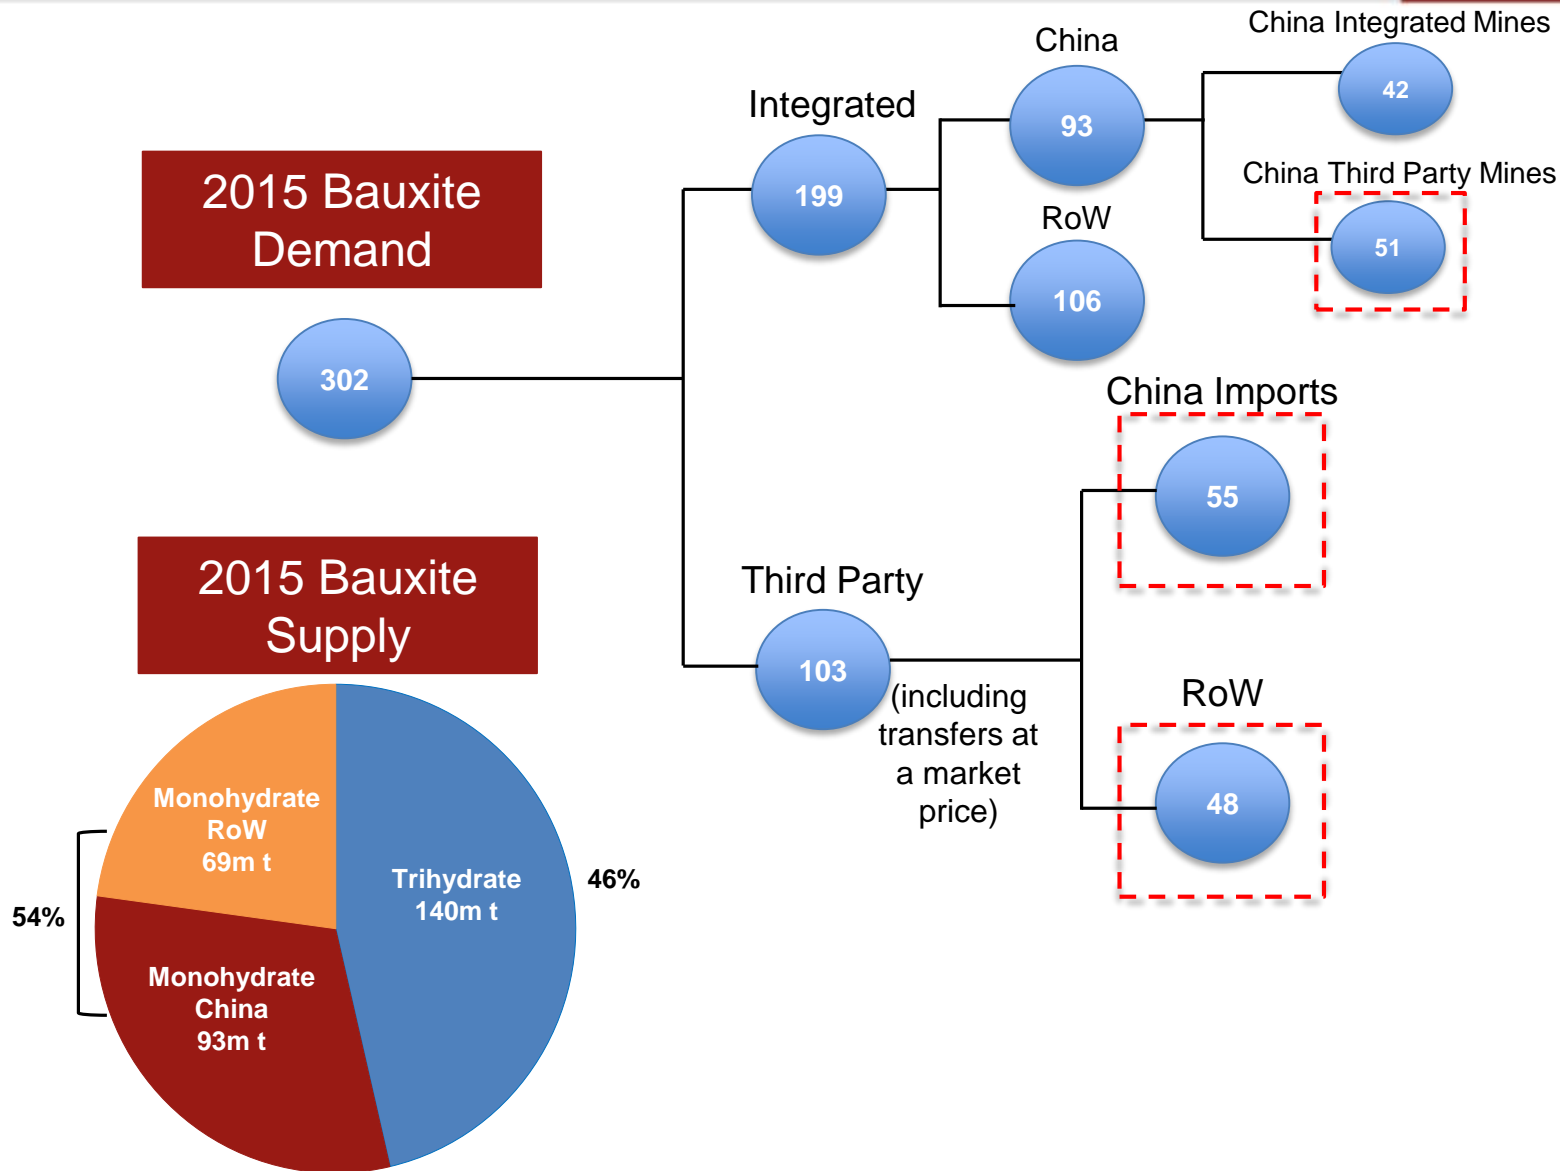 2015 Bauxite
Demand
302
Integrated
199
China
93
RoW
106
China Integrated Mines
42
China Third Party Mines
51
Third Party
103
(including
transfers at
a market
price)
China Imports
55
RoW
48
2015 Bauxite
Supply
Monohydrate
RoW
69m t
Trihydrate
140m t
46%
54%
Monohydrate
China
93m t